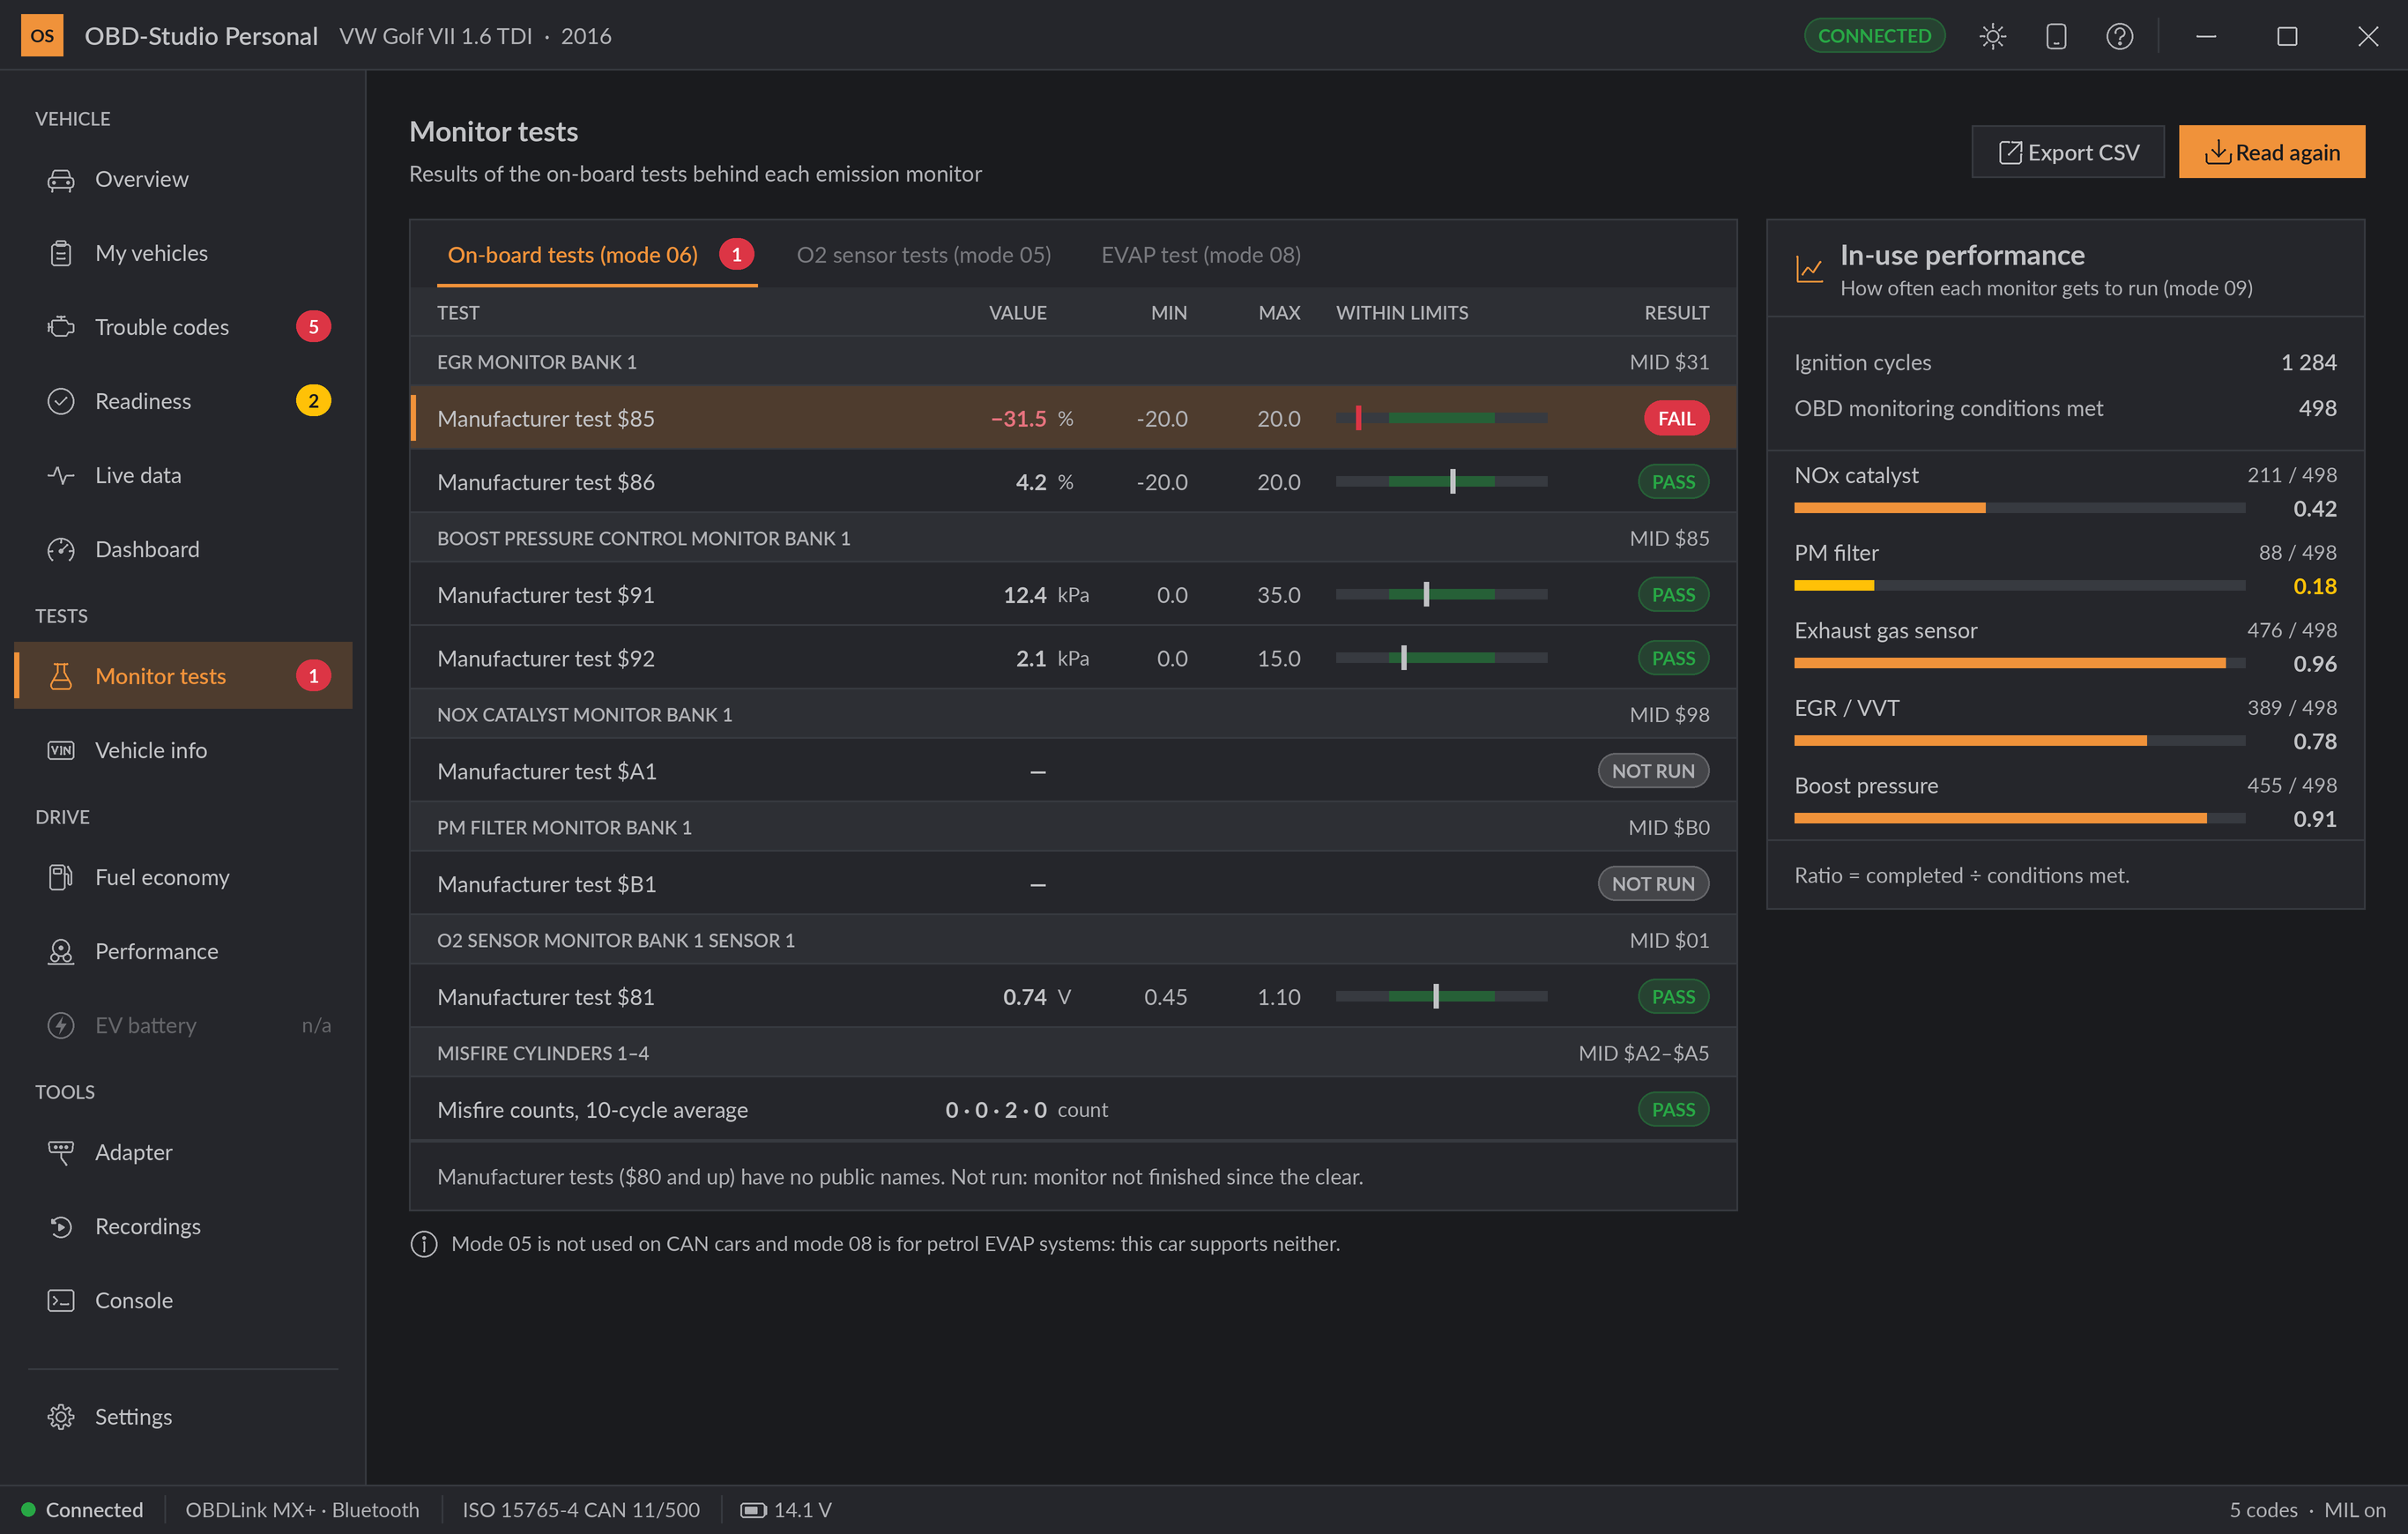 OS OBD-Studio Personal VW Golf VII 1.6 TDI · 2016 CONNECTED
VEHICLE
Overview
My vehicles
Trouble codes 5
Readiness 2
Live data
Dashboard
TESTS
Monitor tests 1
VIN Vehicle info
DRIVE
Fuel economy
Performance
EV battery n/a
TOOLS
Adapter
Recordings
Console
Settings
Monitor tests
Results of the on-board tests behind each emission monitor
Export CSV Read again
On-board tests (mode 06) 1 O2 sensor tests (mode 05) EVAP test (mode 08)
TEST VALUE MIN MAX WITHIN LIMITS RESULT
EGR MONITOR BANK 1 MID $31
Manufacturer test $85 −31.5 % -20.0 20.0 FAIL
Manufacturer test $86 4.2 % -20.0 20.0 PASS
BOOST PRESSURE CONTROL MONITOR BANK 1 MID $85
Manufacturer test $91 12.4 kPa 0.0 35.0 PASS
Manufacturer test $92 2.1 kPa 0.0 15.0 PASS
NOX CATALYST MONITOR BANK 1 MID $98
Manufacturer test $A1 — NOT RUN
PM FILTER MONITOR BANK 1 MID $B0
Manufacturer test $B1 — NOT RUN
O2 SENSOR MONITOR BANK 1 SENSOR 1 MID $01
Manufacturer test $81 0.74 V 0.45 1.10 PASS
MISFIRE CYLINDERS 1–4 MID $A2–$A5
Misfire counts, 10-cycle average 0 · 0 · 2 · 0 count PASS
Manufacturer tests ($80 and up) have no public names. Not run: monitor not finished since the clear.
Mode 05 is not used on CAN cars and mode 08 is for petrol EVAP systems: this car supports neither.
In-use performance
How often each monitor gets to run (mode 09)
Ignition cycles 1 284
OBD monitoring conditions met 498
NOx catalyst 211 / 498
0.42
PM filter 88 / 498
0.18
Exhaust gas sensor 476 / 498
0.96
EGR / VVT 389 / 498
0.78
Boost pressure 455 / 498
0.91
Ratio = completed ÷ conditions met.
Connected OBDLink MX+ · Bluetooth ISO 15765-4 CAN 11/500 14.1 V 5 codes · MIL on